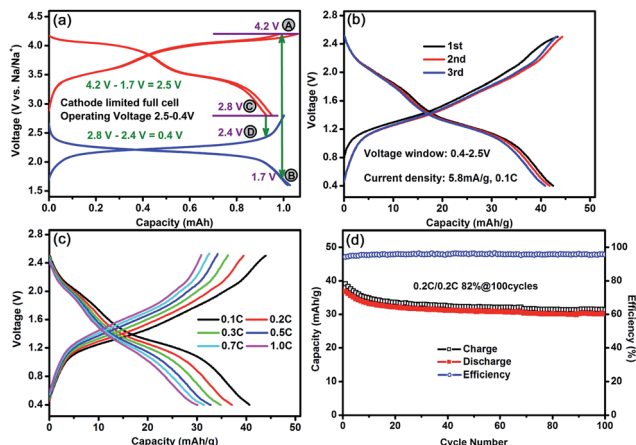 (a)
4.2 V A
4.2 V - 1.7 V = 2.5 V
Cathode limited full cell
Operating Voltage 2.5-0.4V
2.8 V C
2.8 V - 2.4 V = 0.4 V
2.4 V D
1.7 V B
4.5
4.0
3.5
3.0
2.5
2.0
1.5
Voltage (V vs. Na/Na⁺)
0.0 0.2 0.4 0.6 0.8 1.0 1.2
Capacity (mAh)
(b)
1st
2nd
3rd
Voltage window: 0.4-2.5V
Current density: 5.8mA/g, 0.1C
2.8
2.4
2.0
1.6
1.2
0.8
0.4
Voltage (V)
0 10 20 30 40 50
Capacity (mAh/g)
(c)
0.1C 0.2C
0.3C 0.5C
0.7C 1.0C
2.8
2.4
2.0
1.6
1.2
0.8
0.4
Voltage (V)
0 10 20 30 40 50
Capacity (mAh/g)
(d)
0.2C/0.2C 82%@100cycles
Charge
Discharge
Efficiency
50
40
30
20
10
0
Capacity (mAh/g)
100
80
60
40
20
0
Efficiency (%)
0 20 40 60 80 100
Cycle Number